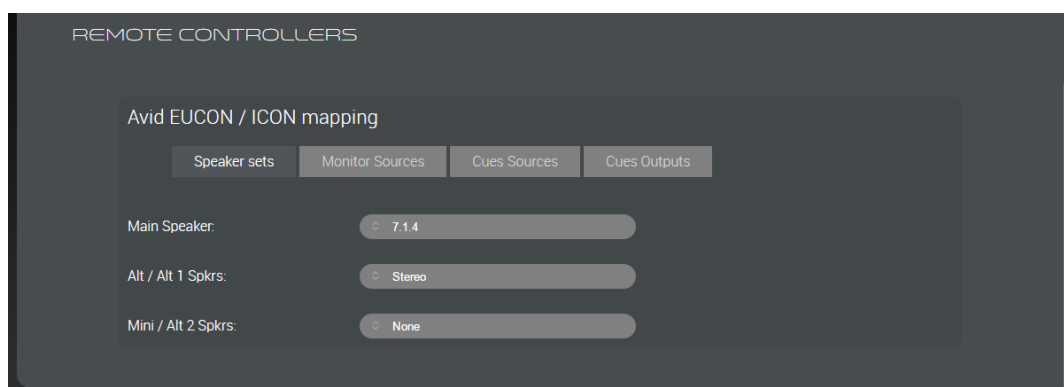 REMOTE CONTROLLERS
Avid EUCON / ICON mapping
Speaker sets Monitor Sources Cues Sources Cues Outputs
Main Speaker: 7.1.4
Alt / Alt 1 Spkrs: Stereo
Mini / Alt 2 Spkrs: None